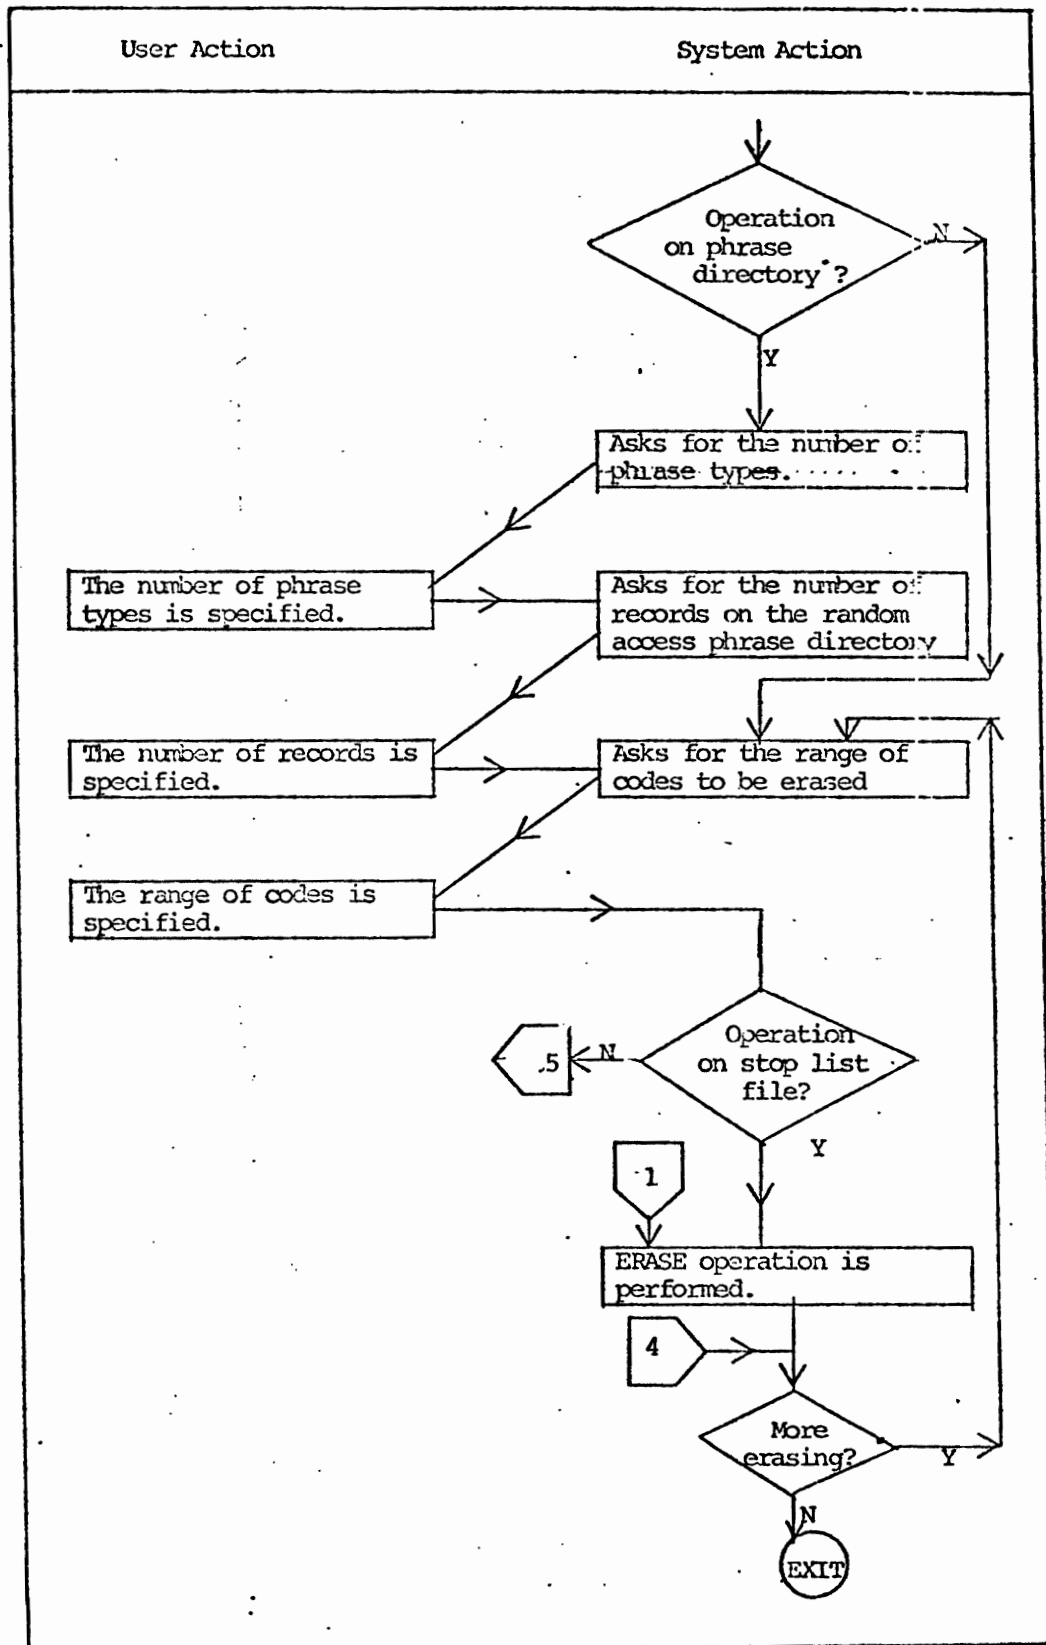 User Action
System Action
Operation
on phrase
directory ?
N
Y
Asks for the number of
phrase types.
The number of phrase
types is specified.
Asks for the number of
records on the random
access phrase directory
The number of records is
specified.
Asks for the range of
codes to be erased
The range of codes is
specified.
Operation
on stop list
file?
N
5
Y
1
ERASE operation is
performed.
4
More
erasing?
Y
N
EXIT